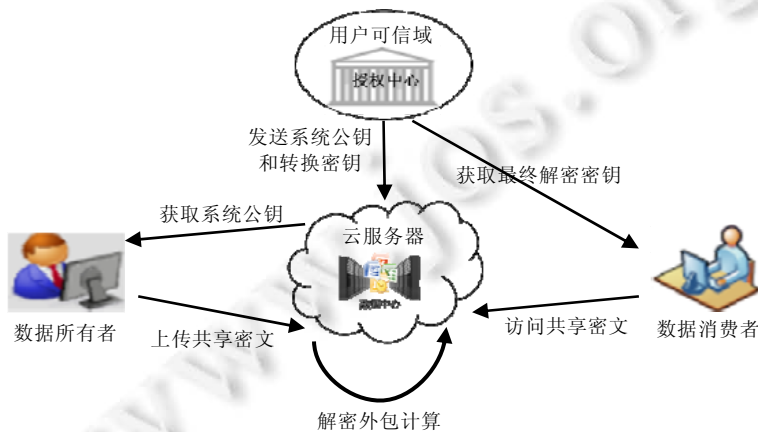 用户可信域
授权中心
发送系统公钥
和转换密钥
获取最终解密密钥
获取系统公钥
云服务器
数据中心
数据所有者
上传共享密文
访问共享密文
数据消费者
解密外包计算